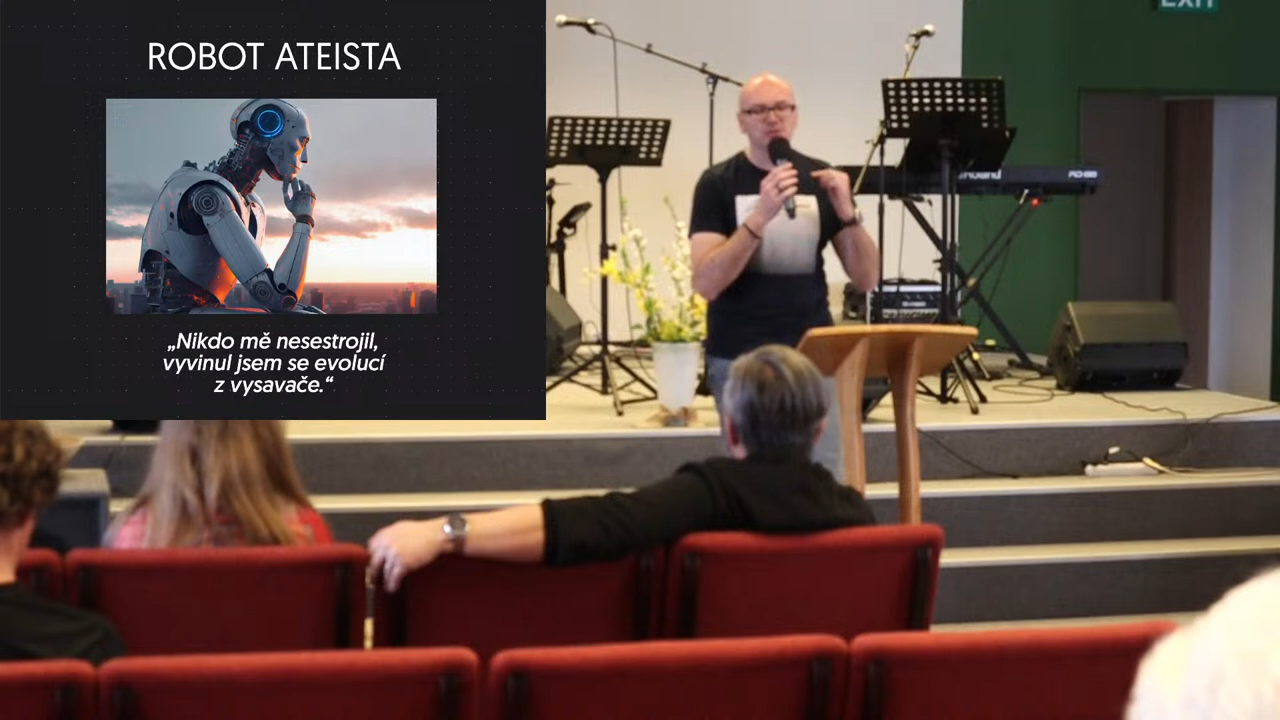 ROBOT ATEISTA
„Nikdo mě nesestrojil,
vyvinul jsem se evolucí
z vysavače.“
EXIT
Roland